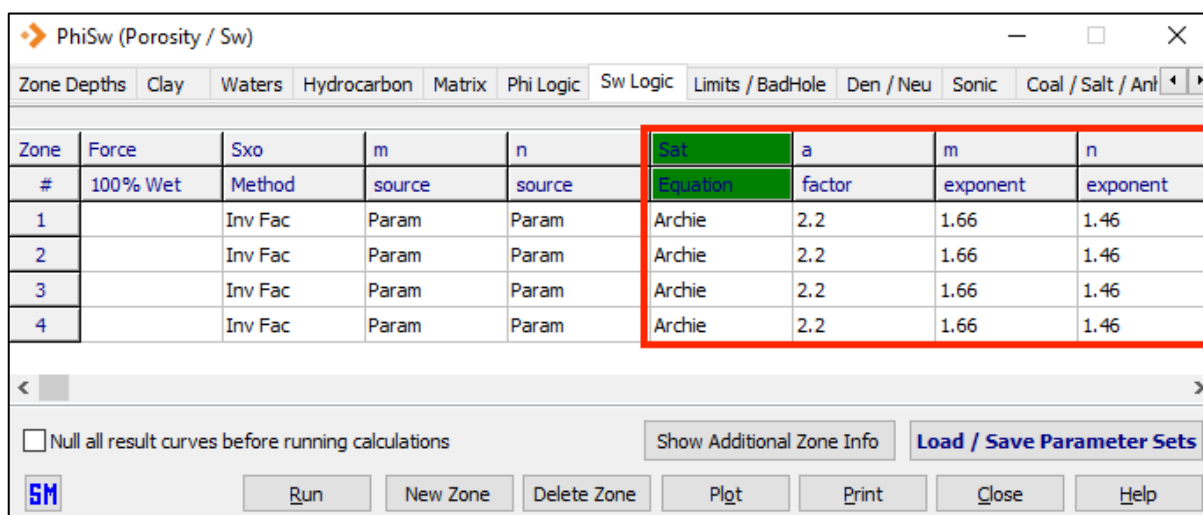 PhiSw (Porosity / Sw)
Zone Depths Clay Waters Hydrocarbon Matrix Phi Logic Sw Logic Limits / BadHole Den / Neu Sonic Coal / Salt / Anh
Zone Force Sxo m n Sat a m n
# 100% Wet Method source source Equation factor exponent exponent
1 Inv Fac Param Param Archie 2.2 1.66 1.46
2 Inv Fac Param Param Archie 2.2 1.66 1.46
3 Inv Fac Param Param Archie 2.2 1.66 1.46
4 Inv Fac Param Param Archie 2.2 1.66 1.46
Null all result curves before running calculations Show Additional Zone Info Load / Save Parameter Sets
SM Run New Zone Delete Zone Plot Print Close Help